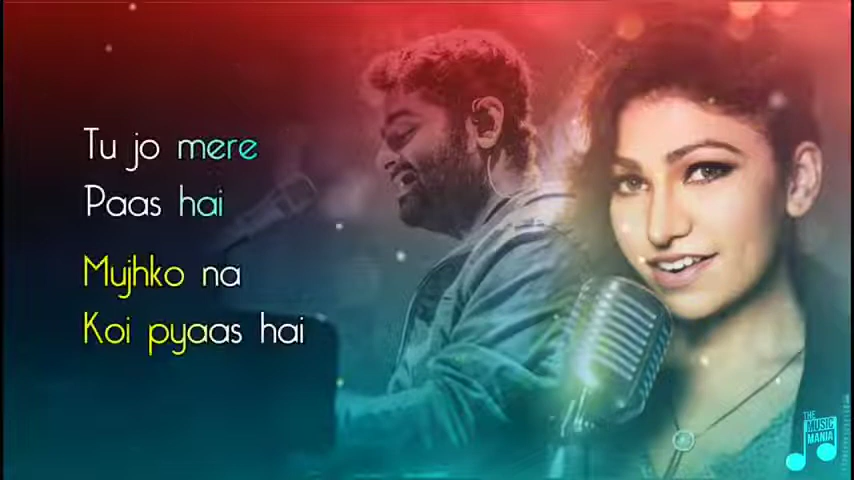 Tu jo mere
Paas hai
Mujhko na
Koi pyaas hai
THE
MUSIC
MANIA